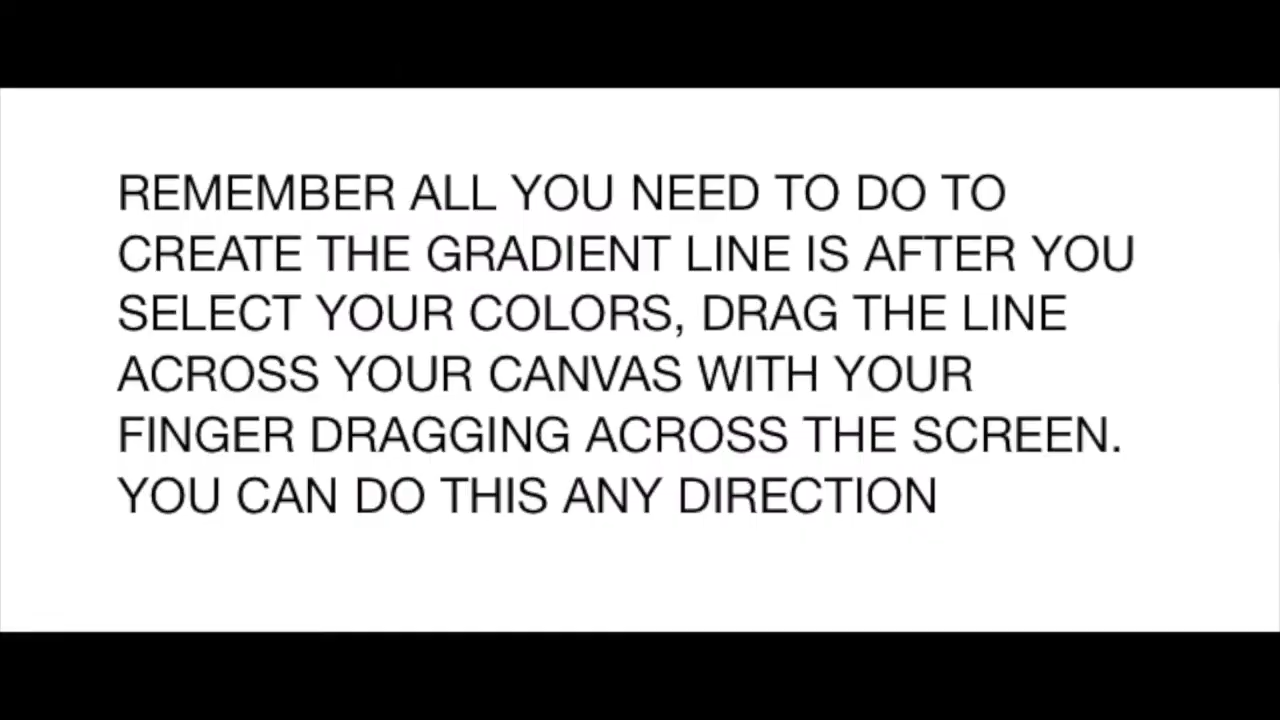 REMEMBER ALL YOU NEED TO DO TO
CREATE THE GRADIENT LINE IS AFTER YOU
SELECT YOUR COLORS, DRAG THE LINE
ACROSS YOUR CANVAS WITH YOUR
FINGER DRAGGING ACROSS THE SCREEN.
YOU CAN DO THIS ANY DIRECTION